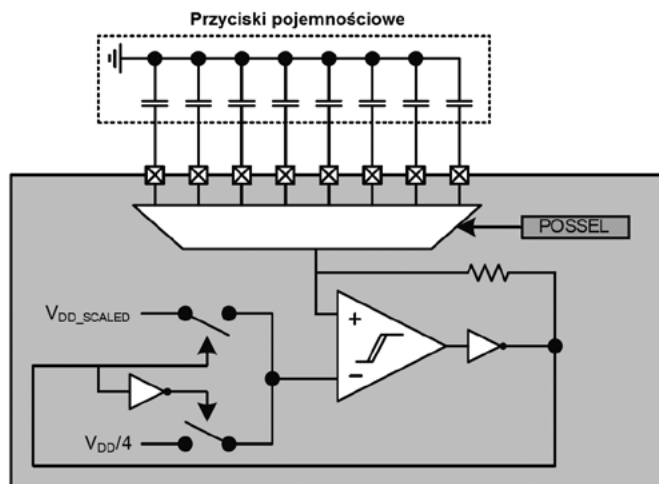 Przyciski pojemnościowe
POSSEL
VDD_SCALED
+
−
VDD/4